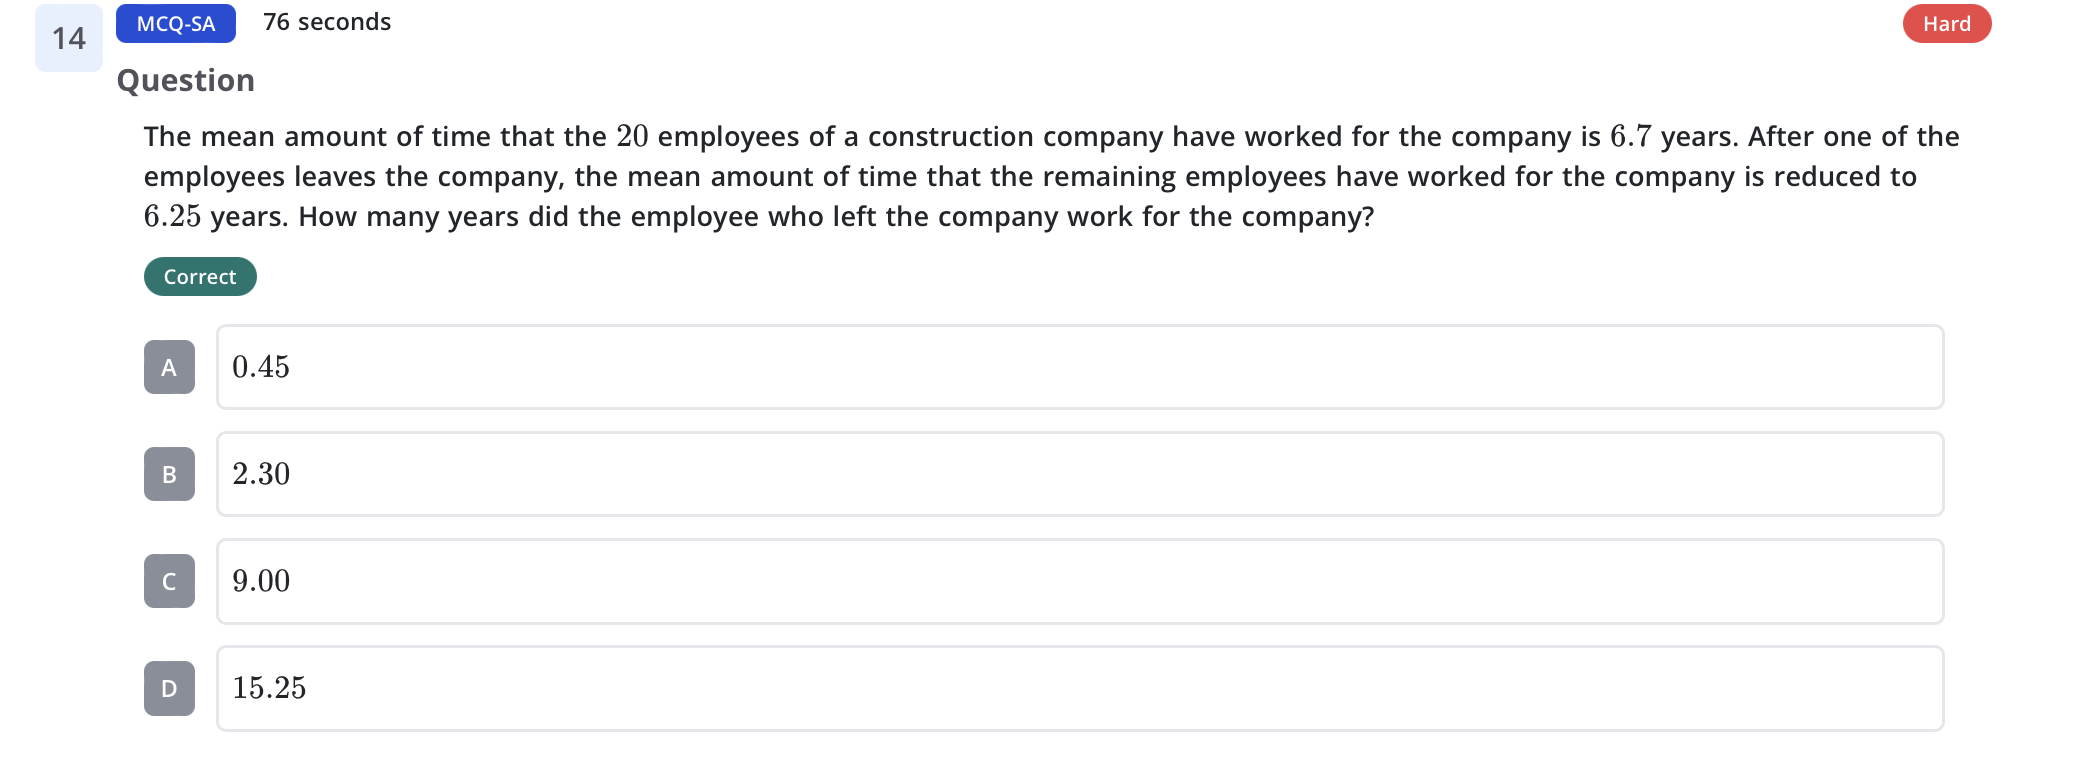 14
MCQ-SA 76 seconds Hard
Question
The mean amount of time that the 20 employees of a construction company have worked for the company is 6.7 years. After one of the
employees leaves the company, the mean amount of time that the remaining employees have worked for the company is reduced to
6.25 years. How many years did the employee who left the company work for the company?
Correct
A 0.45
B 2.30
C 9.00
D 15.25